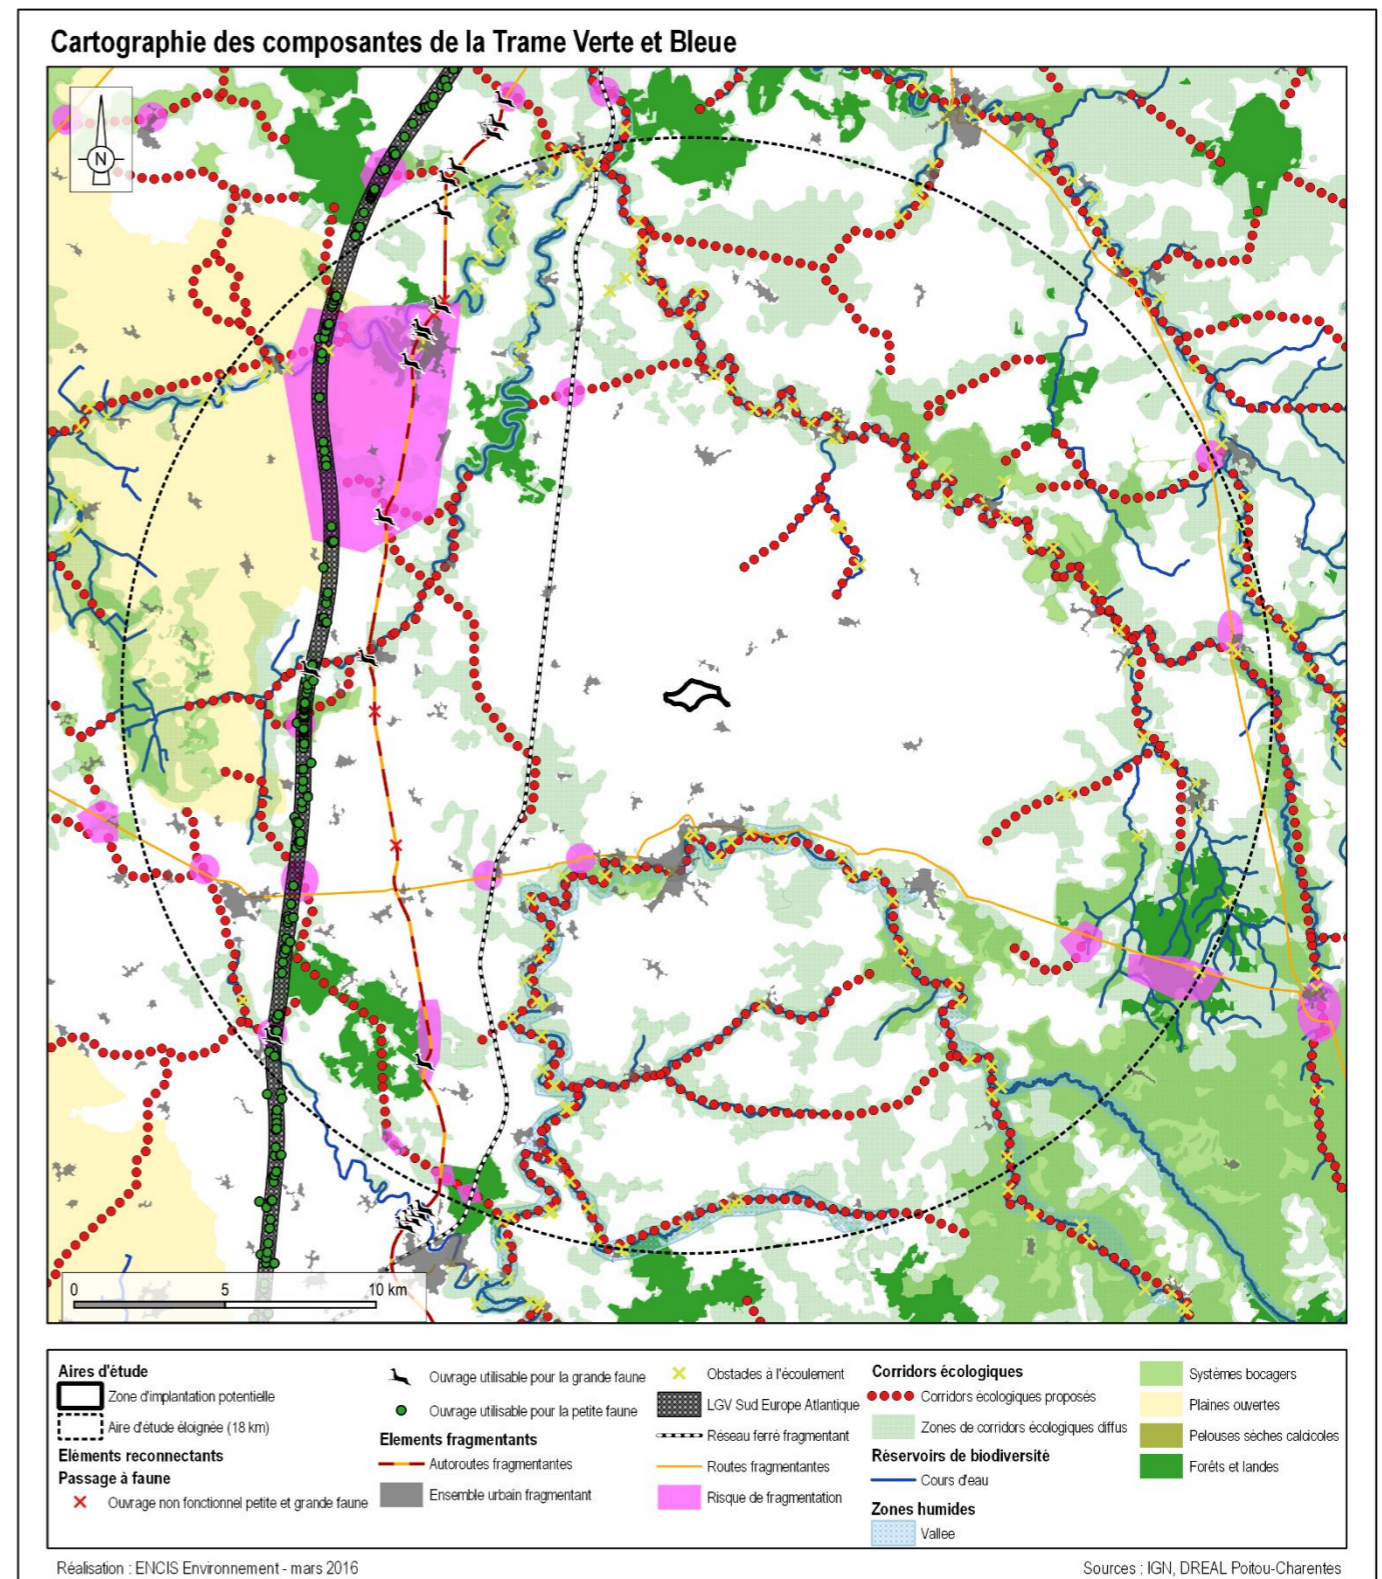 Cartographie des composantes de la Trame Verte et Bleue
N
0 5 10 km
Aires d'étude
Zone d'implantation potentielle
Aire d'étude éloignée (18 km)
Eléments reconnectants
Passage à faune
Ouvrage non fonctionnel petite et grande faune
Ouvrage utilisable pour la grande faune
Ouvrage utilisable pour la petite faune
Elements fragmentants
Autoroutes fragmentantes
Ensemble urbain fragmentant
Obstacles à l'écoulement
LGV Sud Europe Atlantique
Réseau ferré fragmentant
Routes fragmentantes
Risque de fragmentation
Corridors écologiques
Corridors écologiques proposés
Zones de corridors écologiques diffus
Réservoirs de biodiversité
Cours d'eau
Zones humides
Vallee
Systèmes bocagers
Plaines ouvertes
Pelouses sèches calcicoles
Forêts et landes
Réalisation : ENCIS Environnement - mars 2016
Sources : IGN, DREAL Poitou-Charentes